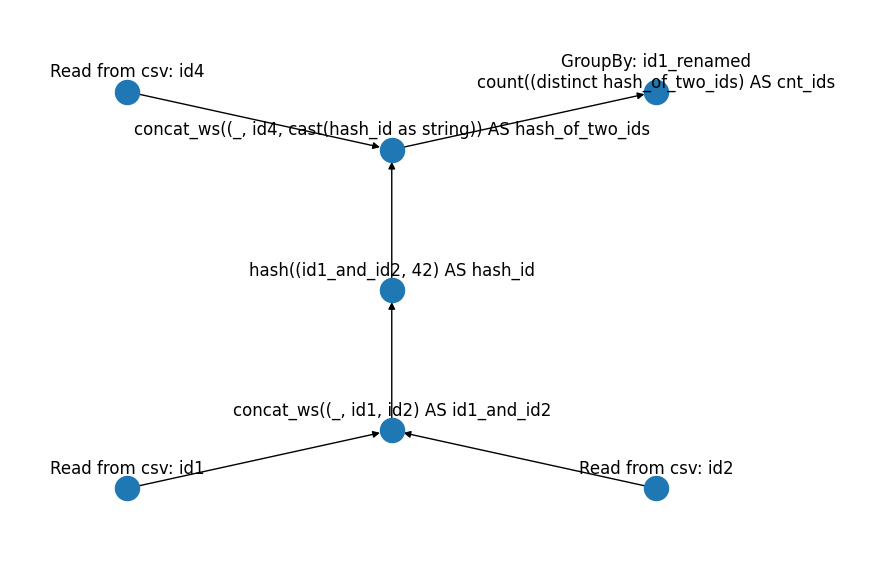 Read from csv: id4
GroupBy: id1_renamed
count((distinct hash_of_two_ids) AS cnt_ids
concat_ws((_, id4, cast(hash_id as string)) AS hash_of_two_ids
hash((id1_and_id2, 42) AS hash_id
concat_ws((_, id1, id2) AS id1_and_id2
Read from csv: id1
Read from csv: id2